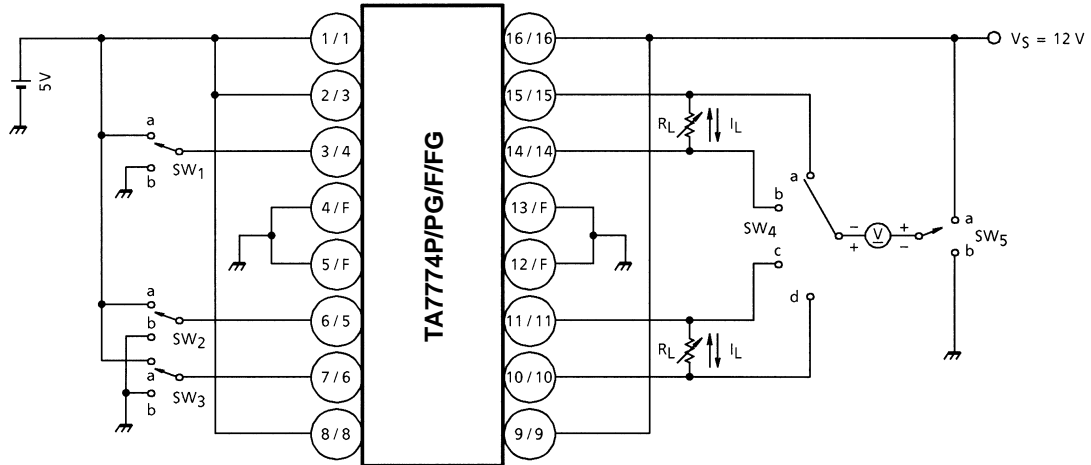 5V
a
b
SW1
a
b
SW2
a
b
SW3
1 / 1
2 / 3
3 / 4
4 / F
5 / F
6 / 5
7 / 6
8 / 8
TA7774P/PG/F/FG
16 / 16
15 / 15
14 / 14
13 / F
12 / F
11 / 11
10 / 10
9 / 9
RL
IL
RL
IL
a
b
SW4
c
d
−
+
V
+
−
a
SW5
b
VS = 12 V